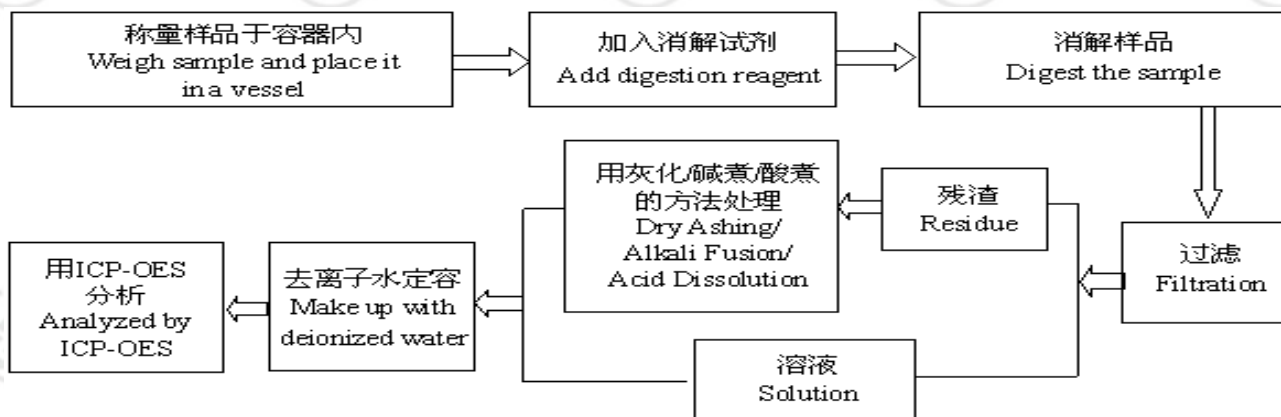 称量样品于容器内
Weigh sample and place it
in a vessel
加入消解试剂
Add digestion reagent
消解样品
Digest the sample
过滤
Filtration
残渣
Residue
用灰化/碱煮/酸煮
的方法处理
Dry Ashing/
Alkali Fusion/
Acid Dissolution
溶液
Solution
去离子水定容
Make up with
deionized water
用ICP-OES
分析
Analyzed by
ICP-OES